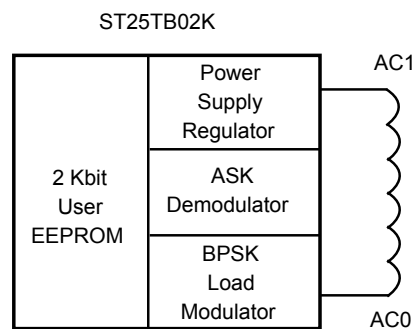 ST25TB02K
Power
Supply
Regulator
AC1
2 Kbit
User
EEPROM
ASK
Demodulator
BPSK
Load
Modulator
AC0